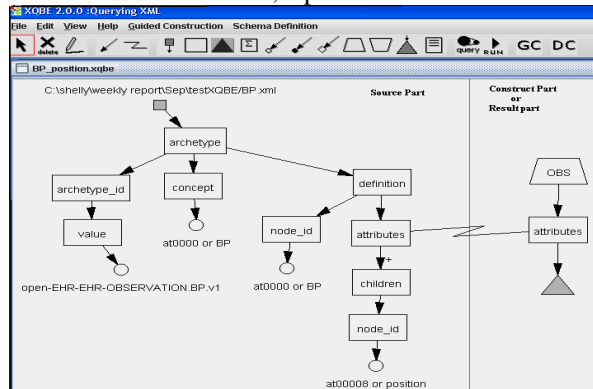 XQBE 2.0.0 :Querying XML
File Edit View Help Guided Construction Schema Definition
X delete Σ query RUN GC DC
BP_position.xqbe
C:\shelly\weekly report\Sep\testXQBE/BP.xml
Source Part
Construct Part
or
Result part
archetype
archetype_id
concept
definition
OBS
value
node_id
attributes
attributes
at0000 or BP
+
open-EHR-EHR-OBSERVATION.BP.v1
at0000 or BP
children
node_id
at00008 or position